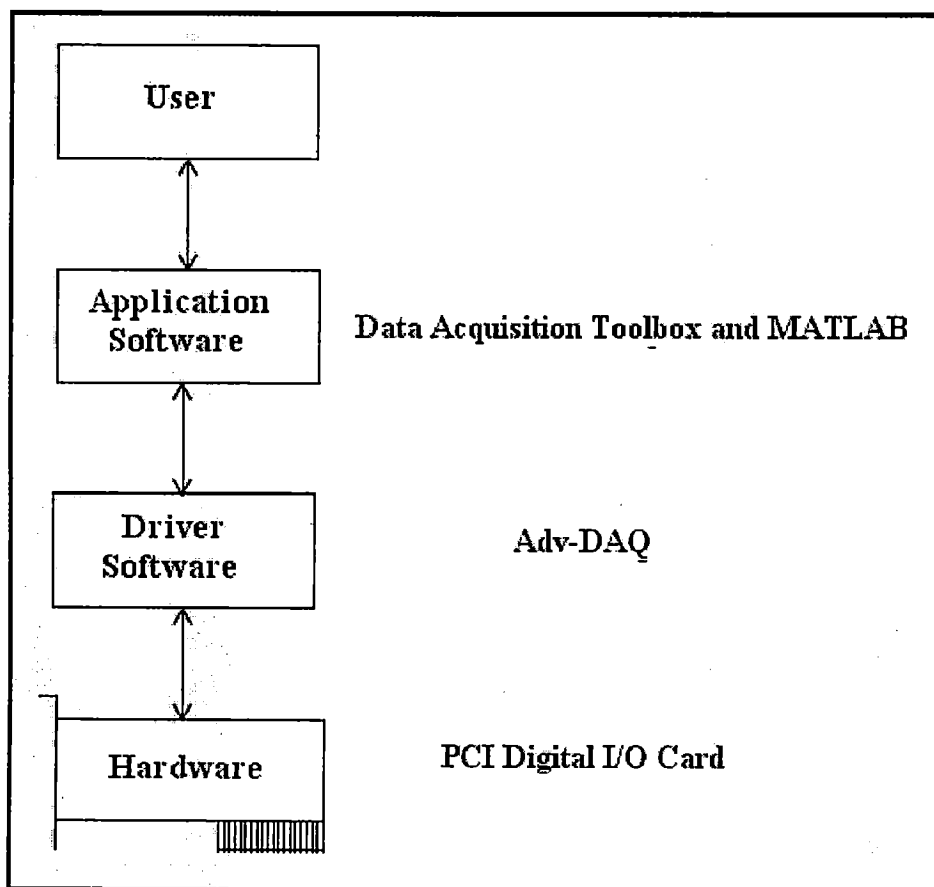 User
Application
Software
Data Acquisition Toolbox and MATLAB
Driver
Software
Adv-DAQ
Hardware
PCI Digital I/O Card